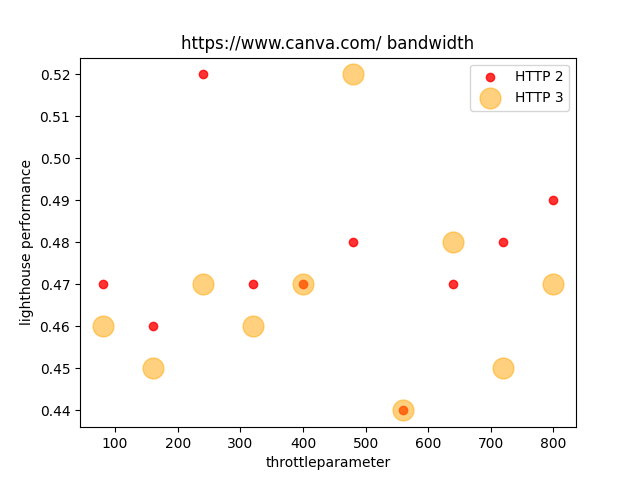 https://www.canva.com/ bandwidth
HTTP 2
HTTP 3
0.52
0.51
0.50
0.49
0.48
0.47
0.46
0.45
0.44
lighthouse performance
100 200 300 400 500 600 700 800
throttleparameter